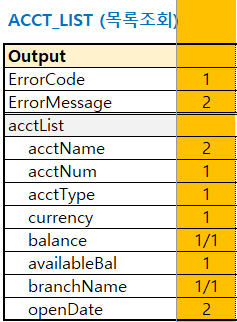 ACCT_LIST (목록조회)
Output
ErrorCode 1
ErrorMessage 2
acctList
acctName 2
acctNum 1
acctType 1
currency 1
balance 1/1
availableBal 1
branchName 1/1
openDate 2